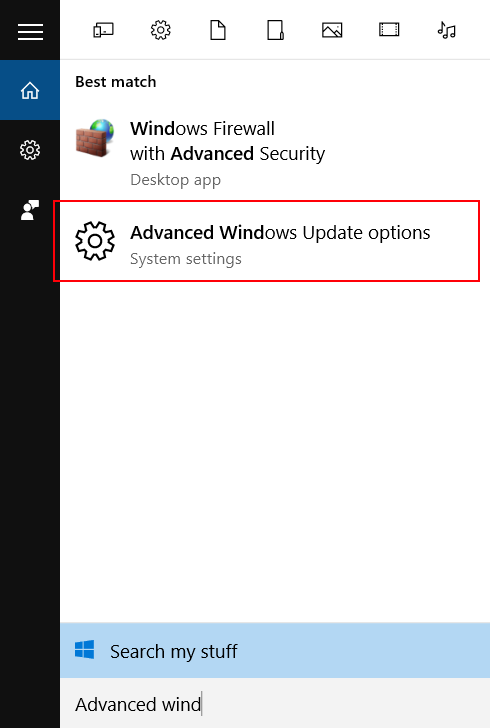 Best match
Windows Firewall
with Advanced Security
Desktop app
Advanced Windows Update options
System settings
Search my stuff
Advanced wind